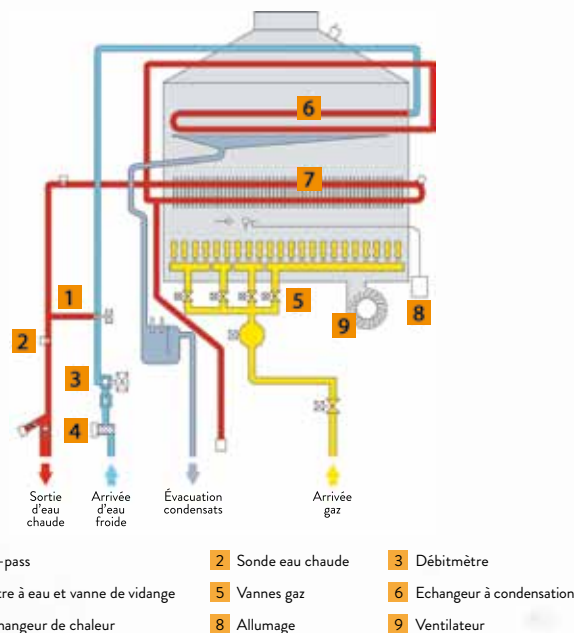 6
7
1
5
2
9
8
3
4
Sortie
d'eau
chaude
Arrivée
d'eau
froide
Évacuation
condensats
Arrivée
gaz
-pass
2 Sonde eau chaude
3 Débitmètre
tre à eau et vanne de vidange
5 Vannes gaz
6 Echangeur à condensation
hangeur de chaleur
8 Allumage
9 Ventilateur